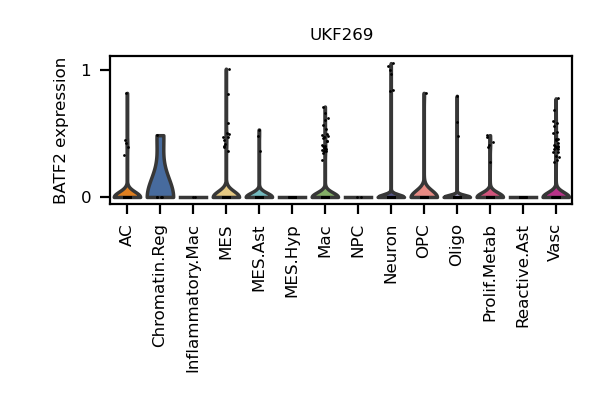 UKF269
BATF2 expression
1
0
AC
Chromatin.Reg
Inflammatory.Mac
MES
MES.Ast
MES.Hyp
Mac
NPC
Neuron
OPC
Oligo
Prolif.Metab
Reactive.Ast
Vasc